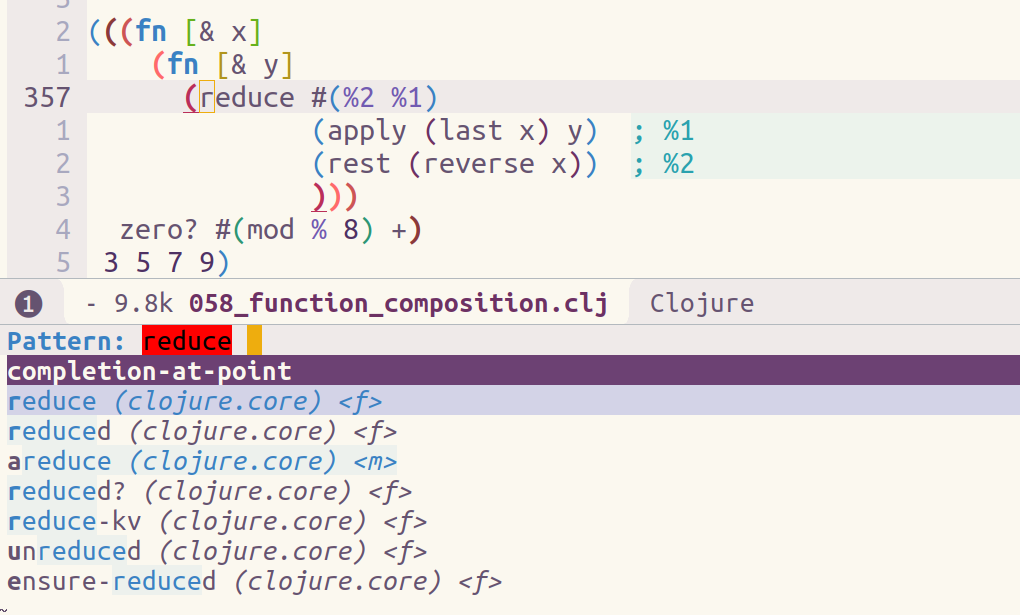 3
2 (((fn [& x]
1 (fn [& y]
357 (reduce #(%2 %1)
1 (apply (last x) y) ; %1
2 (rest (reverse x)) ; %2
3 )))
4 zero? #(mod % 8) +)
5 3 5 7 9)
1 - 9.8k 058_function_composition.clj Clojure
Pattern: reduce
completion-at-point
reduce (clojure.core) <f>
reduced (clojure.core) <f>
areduce (clojure.core) <m>
reduced? (clojure.core) <f>
reduce-kv (clojure.core) <f>
unreduced (clojure.core) <f>
ensure-reduced (clojure.core) <f>
~